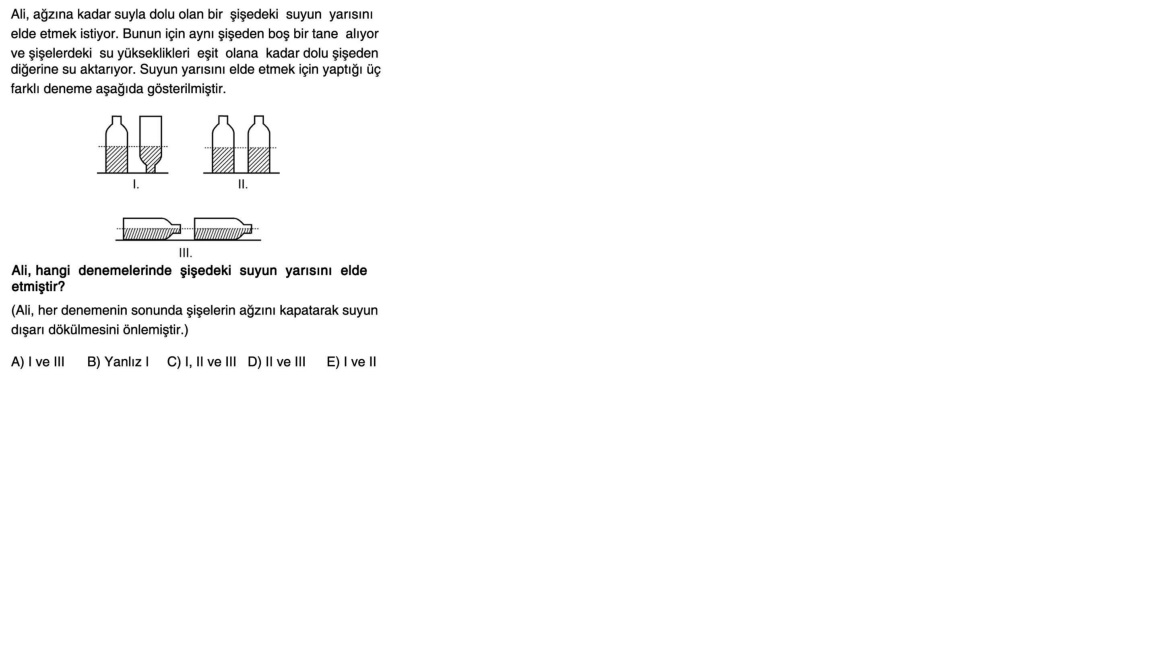 Ali, ağzına kadar suyla dolu olan bir şişedeki suyun yarısını
elde etmek istiyor. Bunun için aynı şişeden boş bir tane alıyor
ve şişelerdeki su yükseklikleri eşit olana kadar dolu şişeden
diğerine su aktarıyor. Suyun yarısını elde etmek için yaptığı üç
farklı deneme aşağıda gösterilmiştir.
I. II.
III.
Ali, hangi denemelerinde şişedeki suyun yarısını elde
etmiştir?
(Ali, her denemenin sonunda şişelerin ağzını kapatarak suyun
dışarı dökülmesini önlemiştir.)
A) I ve III B) Yanlız I C) I, II ve III D) II ve III E) I ve II